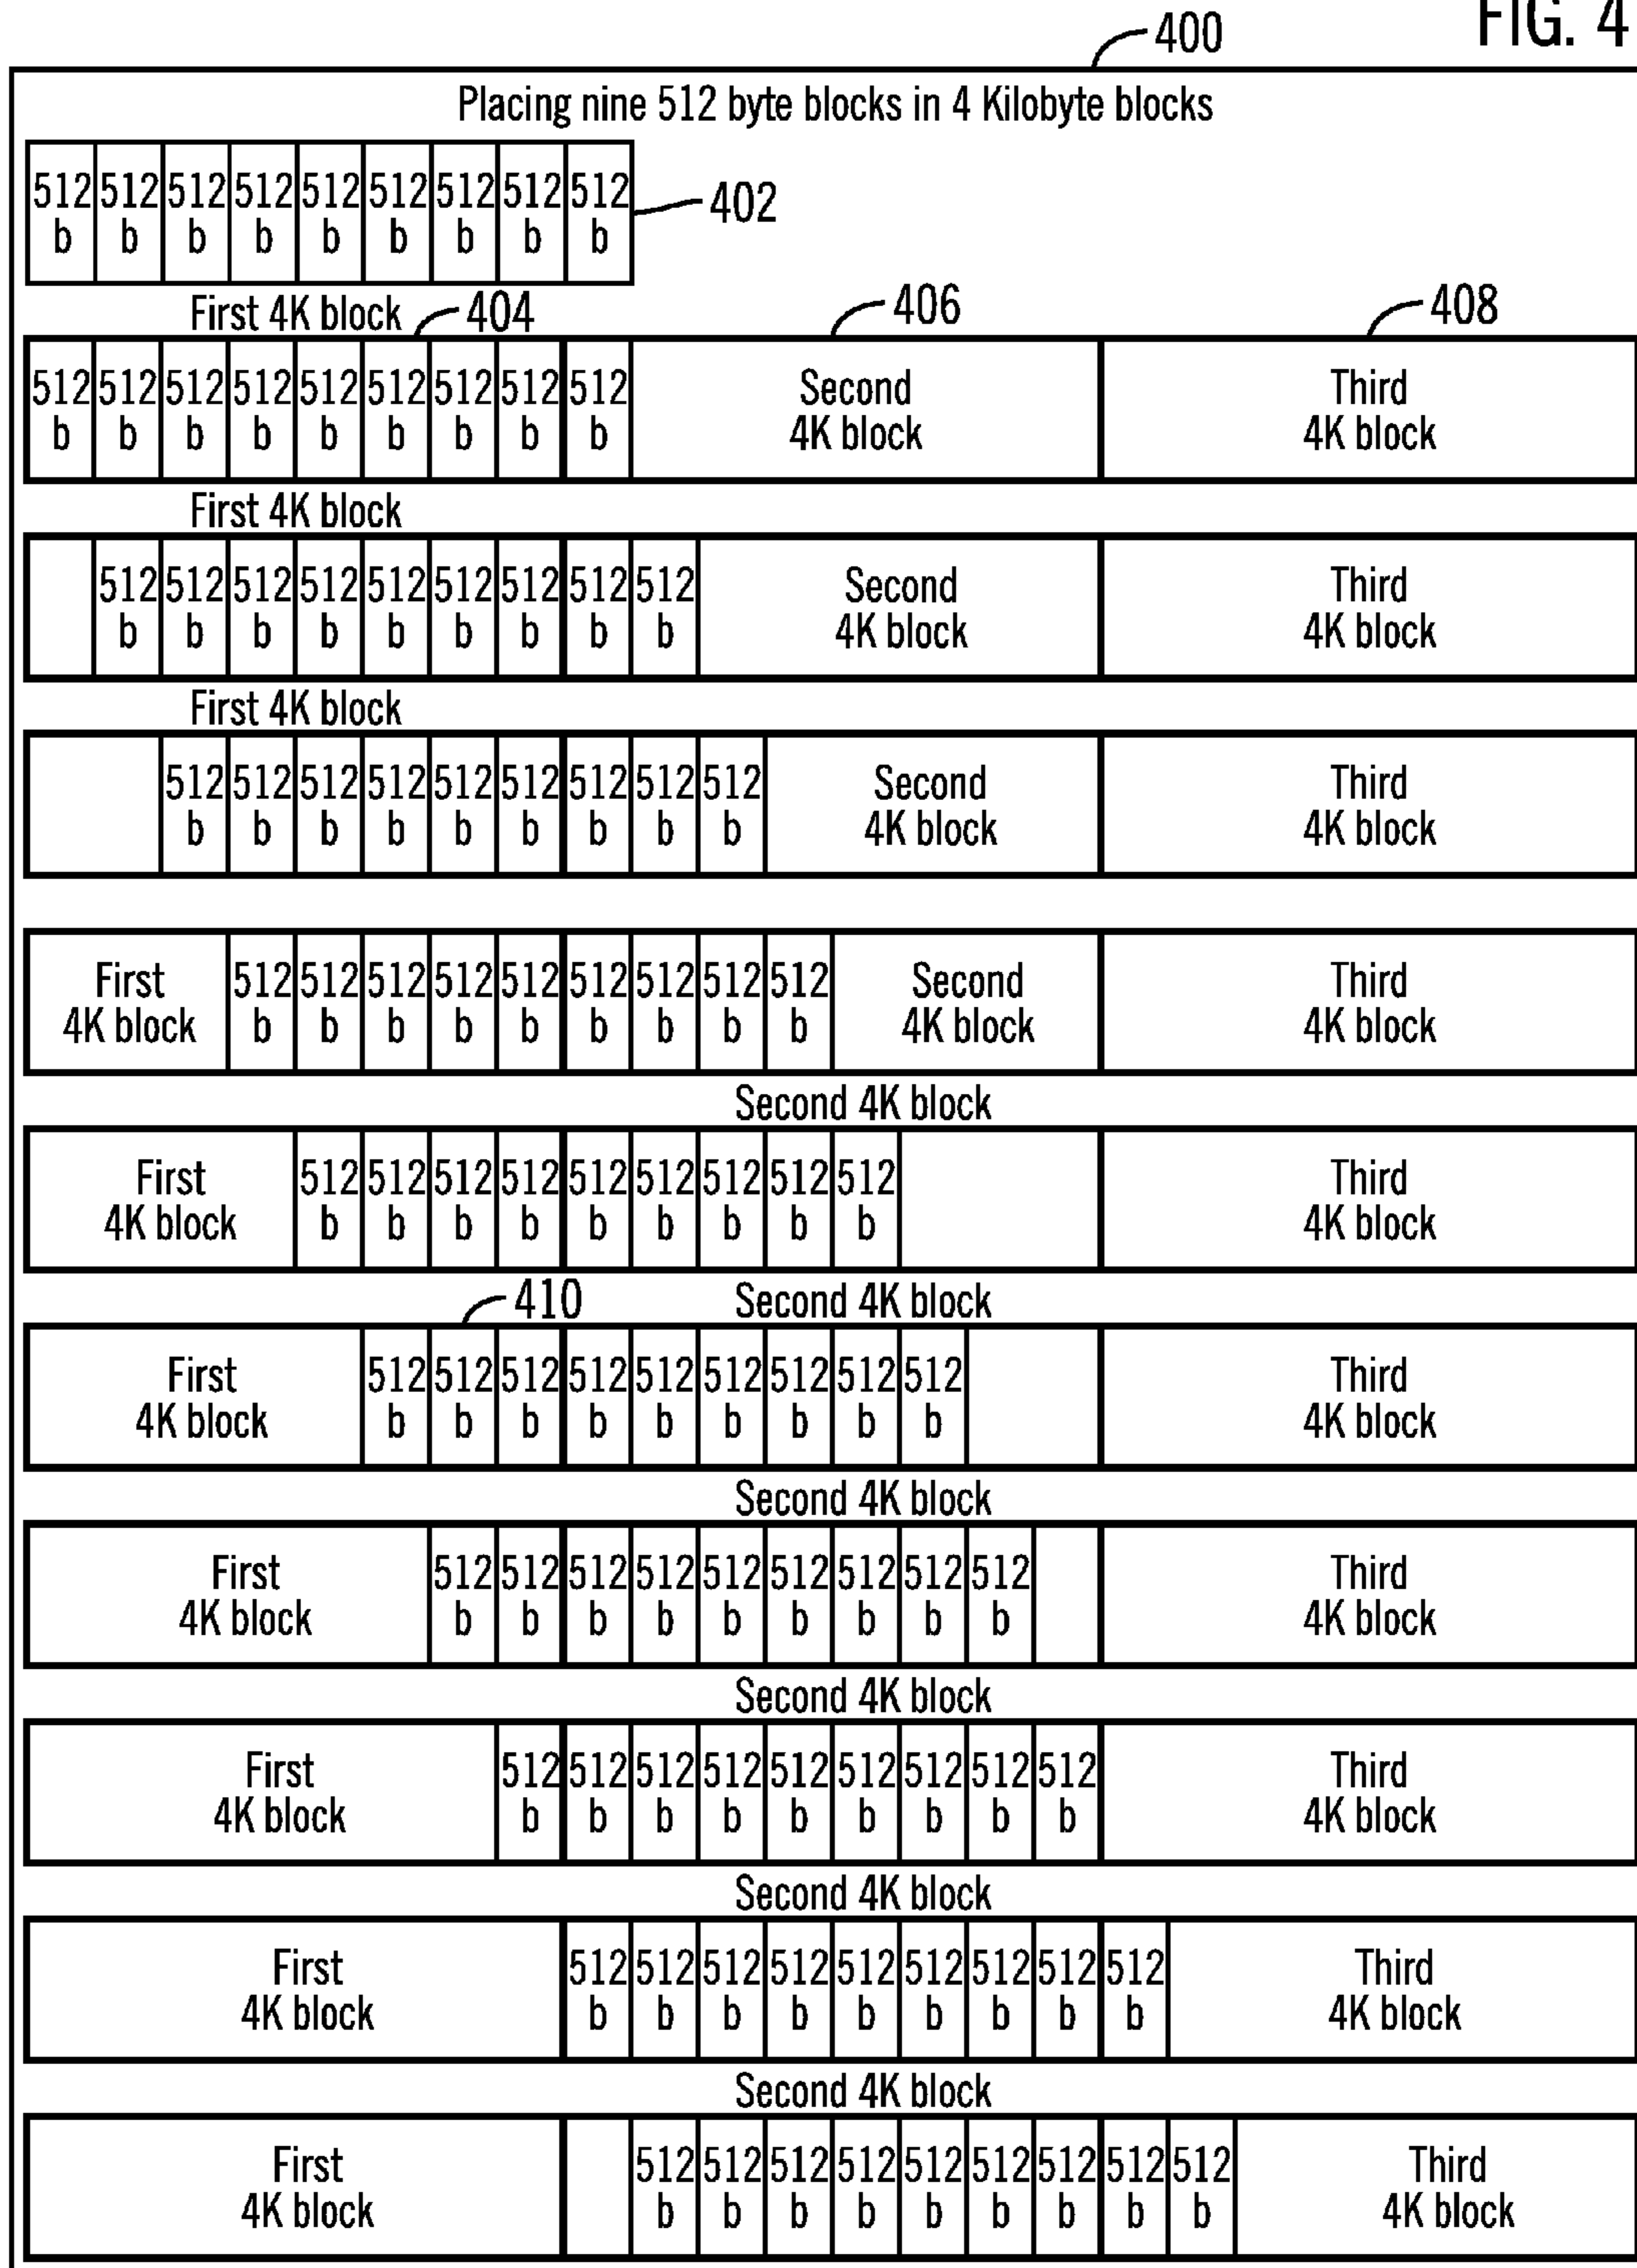 FIG. 4
400
Placing nine 512 byte blocks in 4 Kilobyte blocks
512 512 512 512 512 512 512 512 512
b b b b b b b b b
402
First 4K block 404 406 408
512 512 512 512 512 512 512 512 512 Second Third
b b b b b b b b b 4K block 4K block
First 4K block
512 512 512 512 512 512 512 512 512 Second Third
b b b b b b b b b 4K block 4K block
First 4K block
512 512 512 512 512 512 512 512 512 Second Third
b b b b b b b b b 4K block 4K block
First 512 512 512 512 512 512 512 512 512 Second Third
4K block b b b b b b b b b 4K block 4K block
Second 4K block
First 512 512 512 512 512 512 512 512 512 Third
4K block b b b b b b b b b 4K block
410 Second 4K block
First 512 512 512 512 512 512 512 512 512 Third
4K block b b b b b b b b b 4K block
Second 4K block
First 512 512 512 512 512 512 512 512 512 Third
4K block b b b b b b b b b 4K block
Second 4K block
First 512 512 512 512 512 512 512 512 512 Third
4K block b b b b b b b b b 4K block
Second 4K block
First 512 512 512 512 512 512 512 512 512 Third
4K block b b b b b b b b b 4K block
Second 4K block
First 512 512 512 512 512 512 512 512 512 Third
4K block b b b b b b b b b 4K block